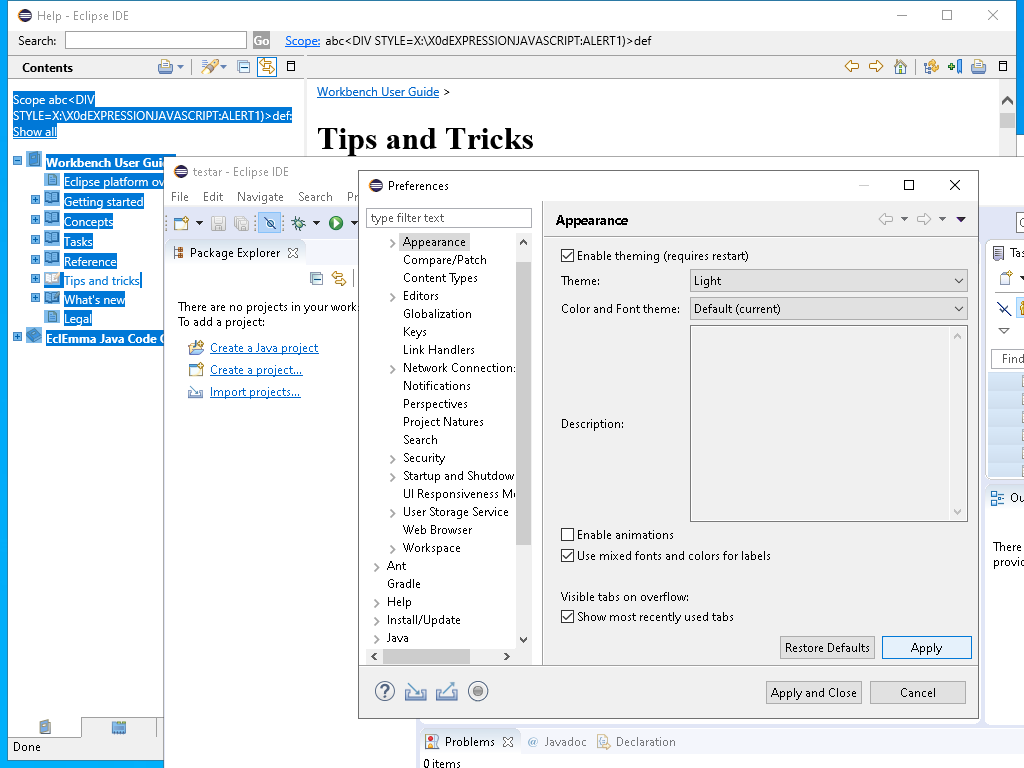 Help - Eclipse IDE
Search:
Go
Scope: abc<DIV STYLE=X:\X0dEXPRESSIONJAVASCRIPT:ALERT1)>def
Contents
Scope abc<DIV
STYLE=X:\X0dEXPRESSIONJAVASCRIPT:ALERT1)>def:
Show all
Workbench User Guide >
Tips and Tricks
Workbench User Gui
Eclipse platform ov
Getting started
Concepts
Tasks
Reference
Tips and tricks
What's new
Legal
EclEmma Java Code C
Done
testar - Eclipse IDE
File Edit Navigate Search Pr
Package Explorer
There are no projects in your work
To add a project:
Create a Java project
Create a project...
Import projects...
Preferences
type filter text
Appearance
Compare/Patch
Content Types
Editors
Globalization
Keys
Link Handlers
Network Connection:
Notifications
Perspectives
Project Natures
Search
Security
Startup and Shutdow
UI Responsiveness M
User Storage Service
Web Browser
Workspace
Ant
Gradle
Help
Install/Update
Java
Appearance
Enable theming (requires restart)
Theme: Light
Color and Font theme: Default (current)
Description:
Enable animations
Use mixed fonts and colors for labels
Visible tabs on overflow:
Show most recently used tabs
Restore Defaults Apply
Apply and Close Cancel
Tas
Find
Ou
There
provic
Problems Javadoc Declaration
0 items